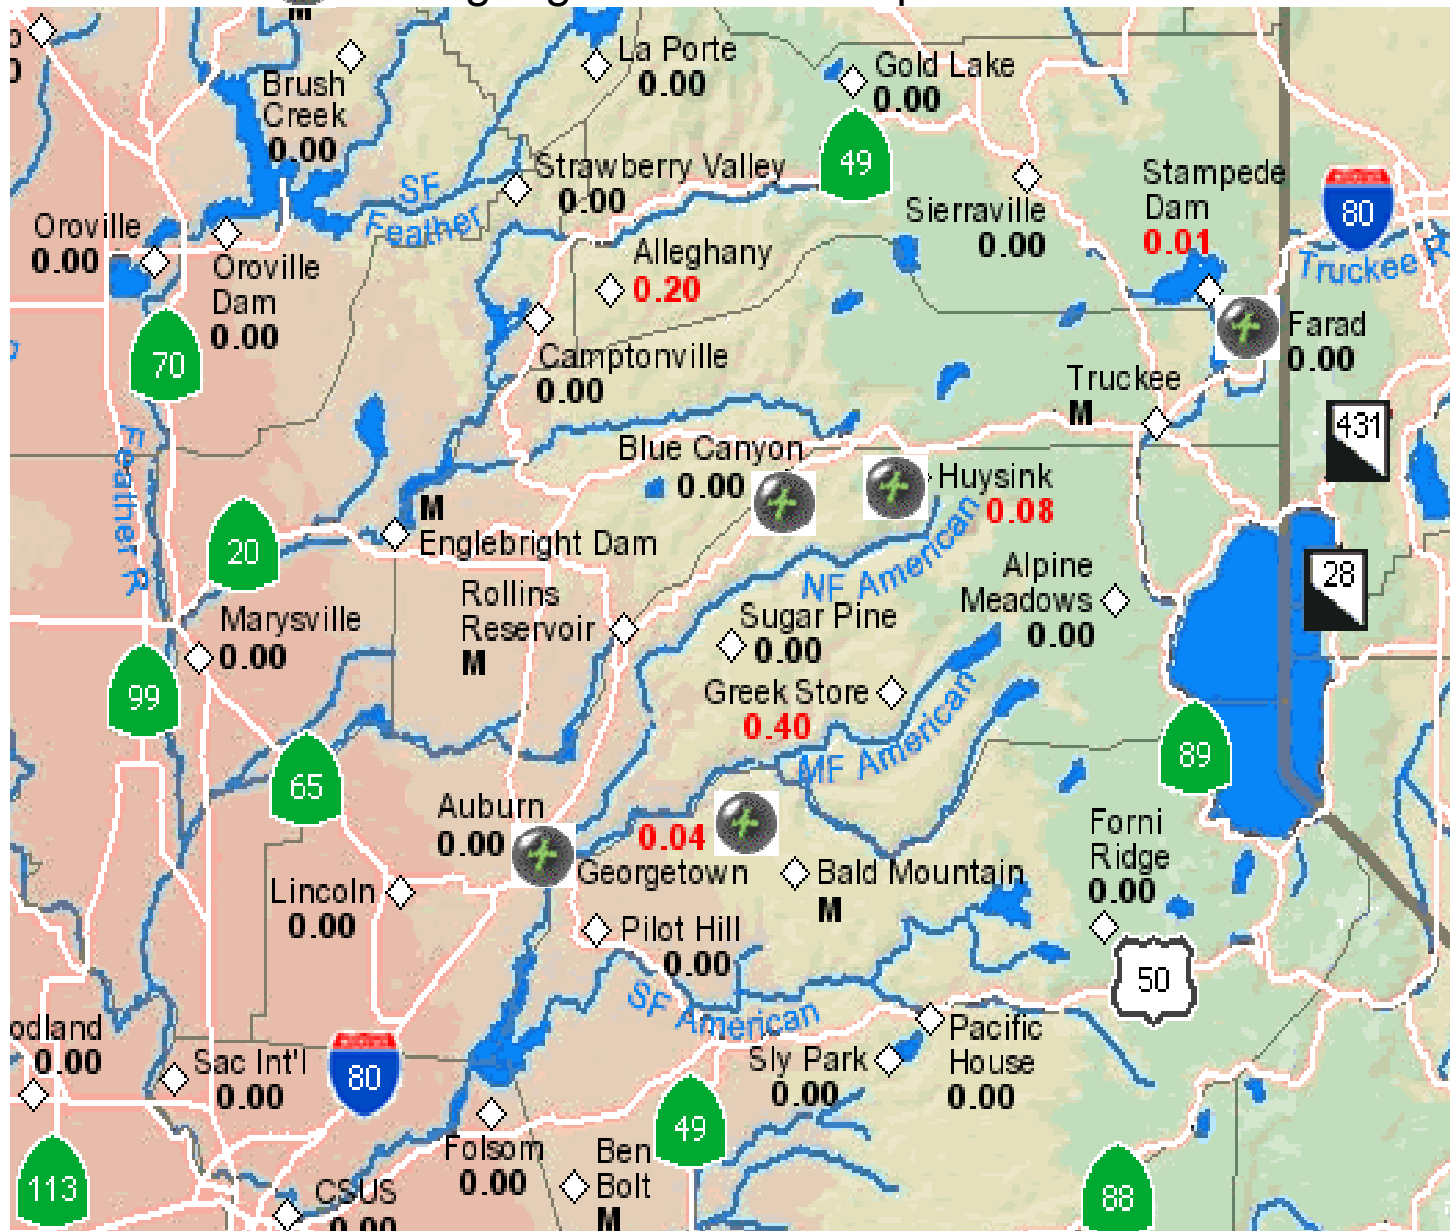 M
La Porte
0.00
Gold Lake
0.00
Brush
Creek
0.00
49
Strawberry Valley
0.00
SF
Feather
Stampede
Dam
0.01
80
Sierraville
0.00
Truckee R
Oroville
0.00
Oroville
Dam
0.00
Alleghany
0.20
70
Camptonville
0.00
Farad
0.00
Truckee
M
431
Feather R
Blue Canyon
0.00
Huysink
0.08
M
Englebright Dam
20
NF American
Alpine
Meadows
0.00
28
Rollins
Reservoir
M
Marysville
0.00
Sugar Pine
0.00
99
Greek Store
0.40
MF American
89
65
Auburn
0.00
0.04
Georgetown
Forni
Ridge
0.00
Lincoln
0.00
Bald Mountain
M
Pilot Hill
0.00
50
SF American
odland
0.00
Sac Int'l
0.00
80
Sly Park
0.00
Pacific
House
0.00
49
Folsom
0.00
Ben
Bolt
M
113
CSUS
0.00
88